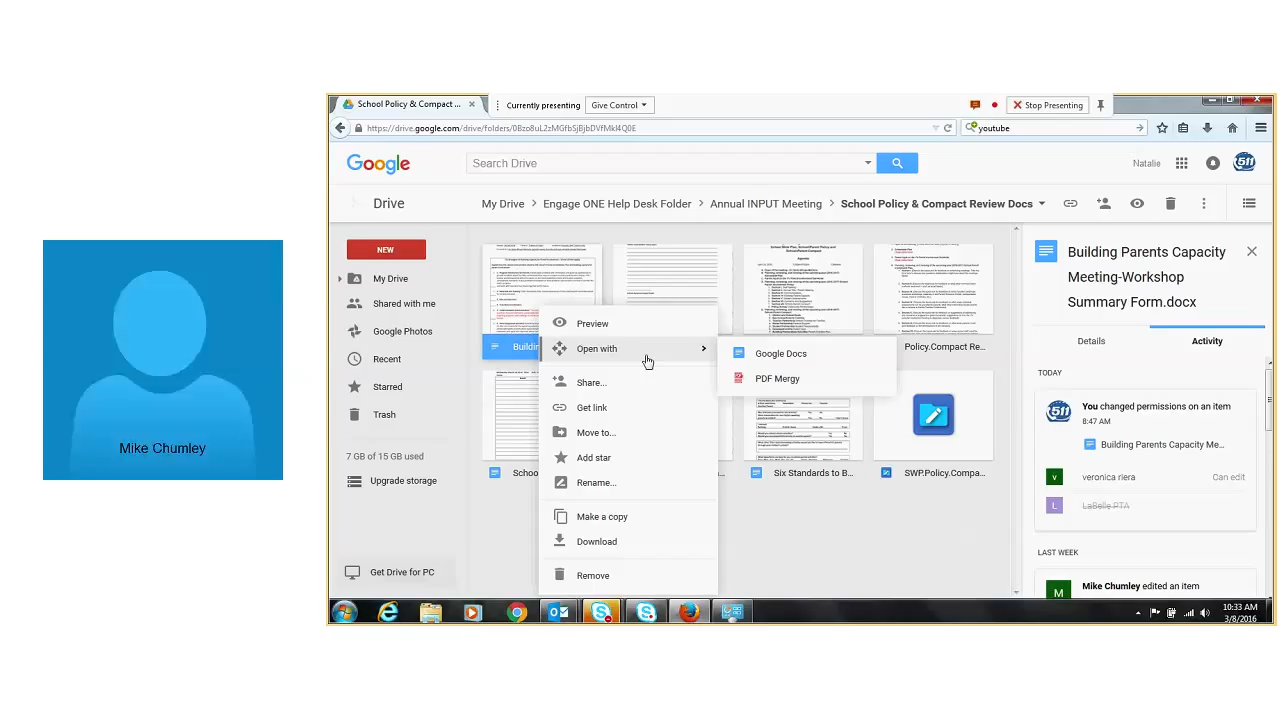 Mike Chumley
School Policy & Compact ...
Currently presenting
Give Control
Stop Presenting
https://drive.google.com/drive/folders/0Bzo8uL2zMGfbSjBjbDVfMkl4Q0E
youtube
Google
Search Drive
Natalie
511
Drive
My Drive
Engage ONE Help Desk Folder
Annual INPUT Meeting
School Policy & Compact Review Docs
NEW
My Drive
Shared with me
Google Photos
Recent
Starred
Trash
7 GB of 15 GB used
Upgrade storage
Get Drive for PC
Agenda
Buildin
Policy.Compact Re...
Schoo
Six Standards to B...
SWP.Policy.Compa...
Preview
Open with
Share...
Get link
Move to...
Add star
Rename...
Make a copy
Download
Remove
Google Docs
PDF Mergy
Building Parents Capacity
Meeting-Workshop
Summary Form.docx
Details
Activity
TODAY
511
You changed permissions on an item
8:47 AM
Building Parents Capacity Me...
v
veronica riera
Can edit
L
LaBelle PTA
LAST WEEK
M
Mike Chumley edited an item
10:33 AM
3/8/2016